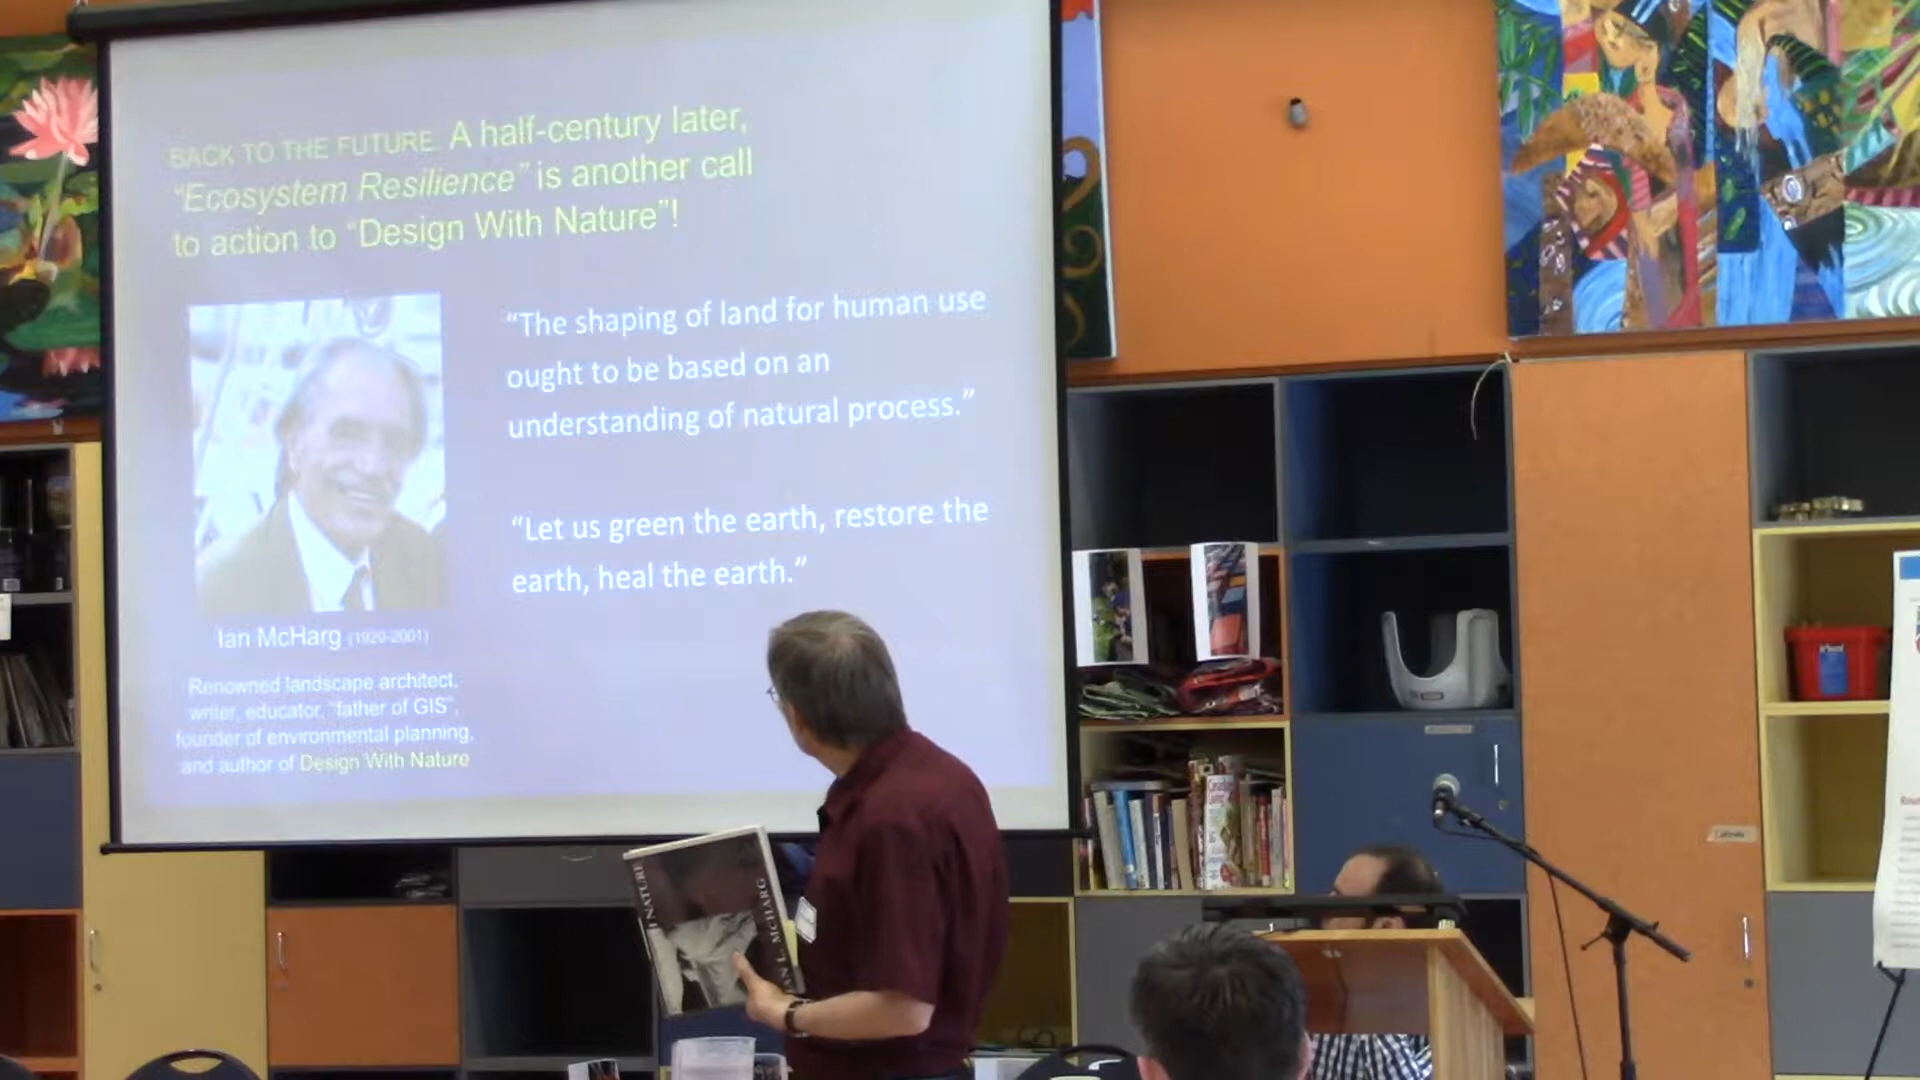 BACK TO THE FUTURE. A half-century later,
“Ecosystem Resilience” is another call
to action to “Design With Nature”!
“The shaping of land for human use
ought to be based on an
understanding of natural process.”
“Let us green the earth, restore the
earth, heal the earth.”
Ian McHarg (1920-2001)
Renowned landscape architect,
writer, educator, “father of GIS”,
founder of environmental planning,
and author of Design With Nature
NATURE
L. MCHARG